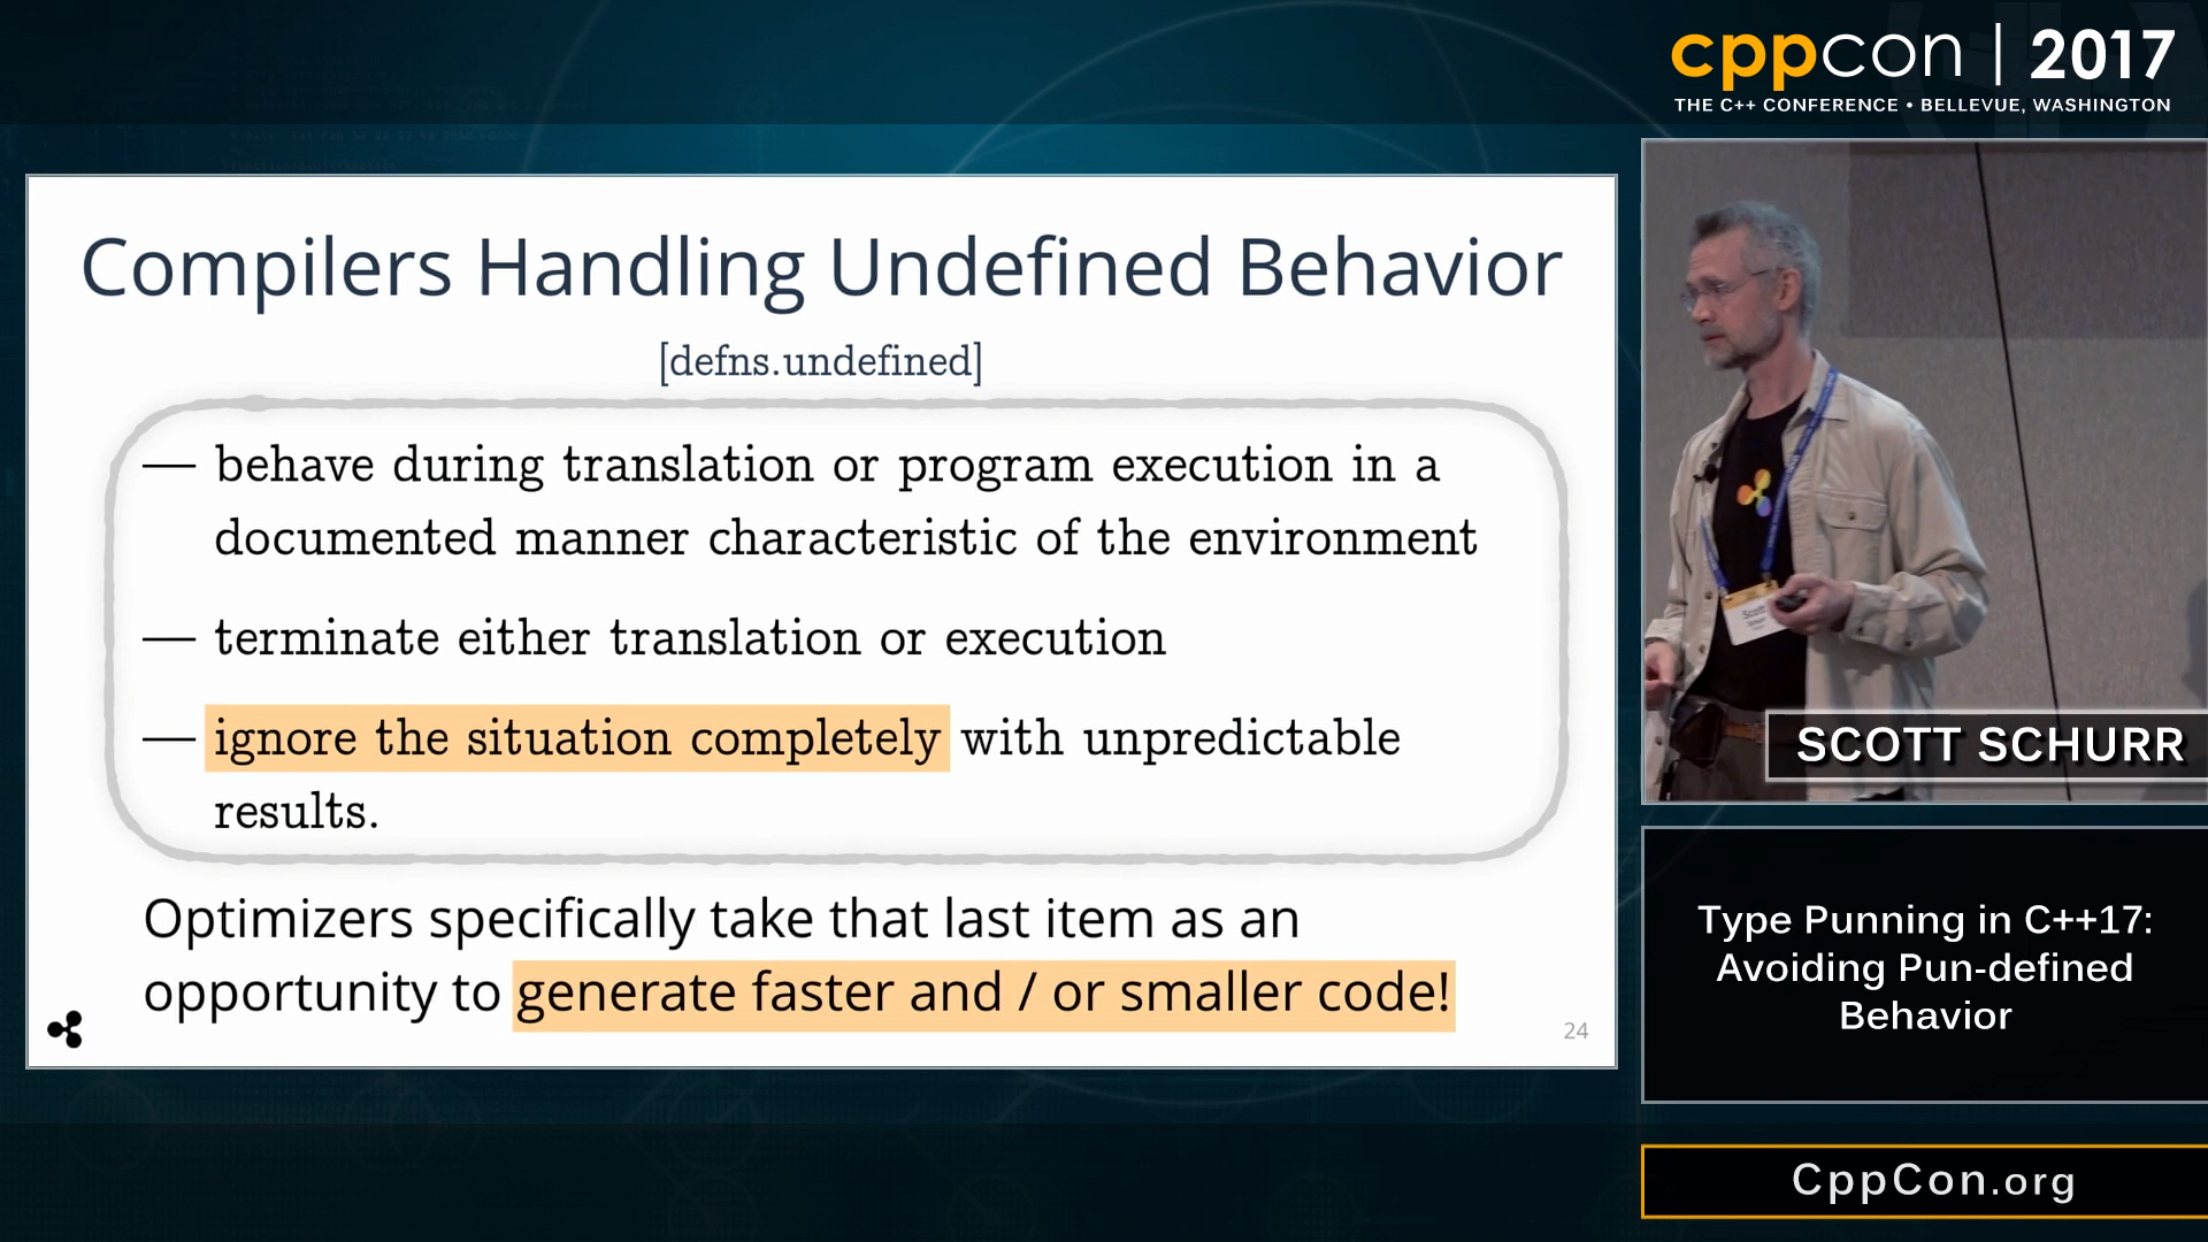 cppcon | 2017
THE C++ CONFERENCE • BELLEVUE, WASHINGTON
Compilers Handling Undefined Behavior
[defns.undefined]
— behave during translation or program execution in a
documented manner characteristic of the environment
— terminate either translation or execution
— ignore the situation completely with unpredictable
results.
Optimizers specifically take that last item as an
opportunity to generate faster and / or smaller code!
24
Scott
SCOTT SCHURR
Type Punning in C++17:
Avoiding Pun-defined
Behavior
CppCon.org